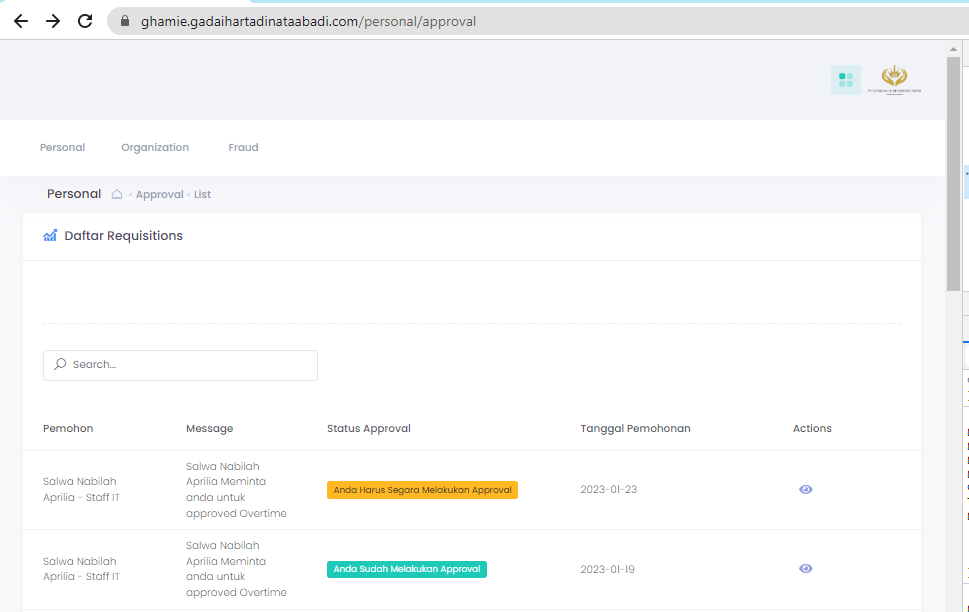 ghamie.gadaihartadinataabadi.com/personal/approval
Personal Organization Fraud
Personal • Approval • List
Daftar Requisitions
Search...
Pemohon Message Status Approval Tanggal Pemohonan Actions
Salwa Nabilah
Aprilia - Staff IT
Salwa Nabilah
Aprilia Meminta
anda untuk
approved Overtime
Anda Harus Segara Melakukan Approval
2023-01-23
Salwa Nabilah
Aprilia - Staff IT
Salwa Nabilah
Aprilia Meminta
anda untuk
approved Overtime
Anda Sudah Melakukan Approval
2023-01-19